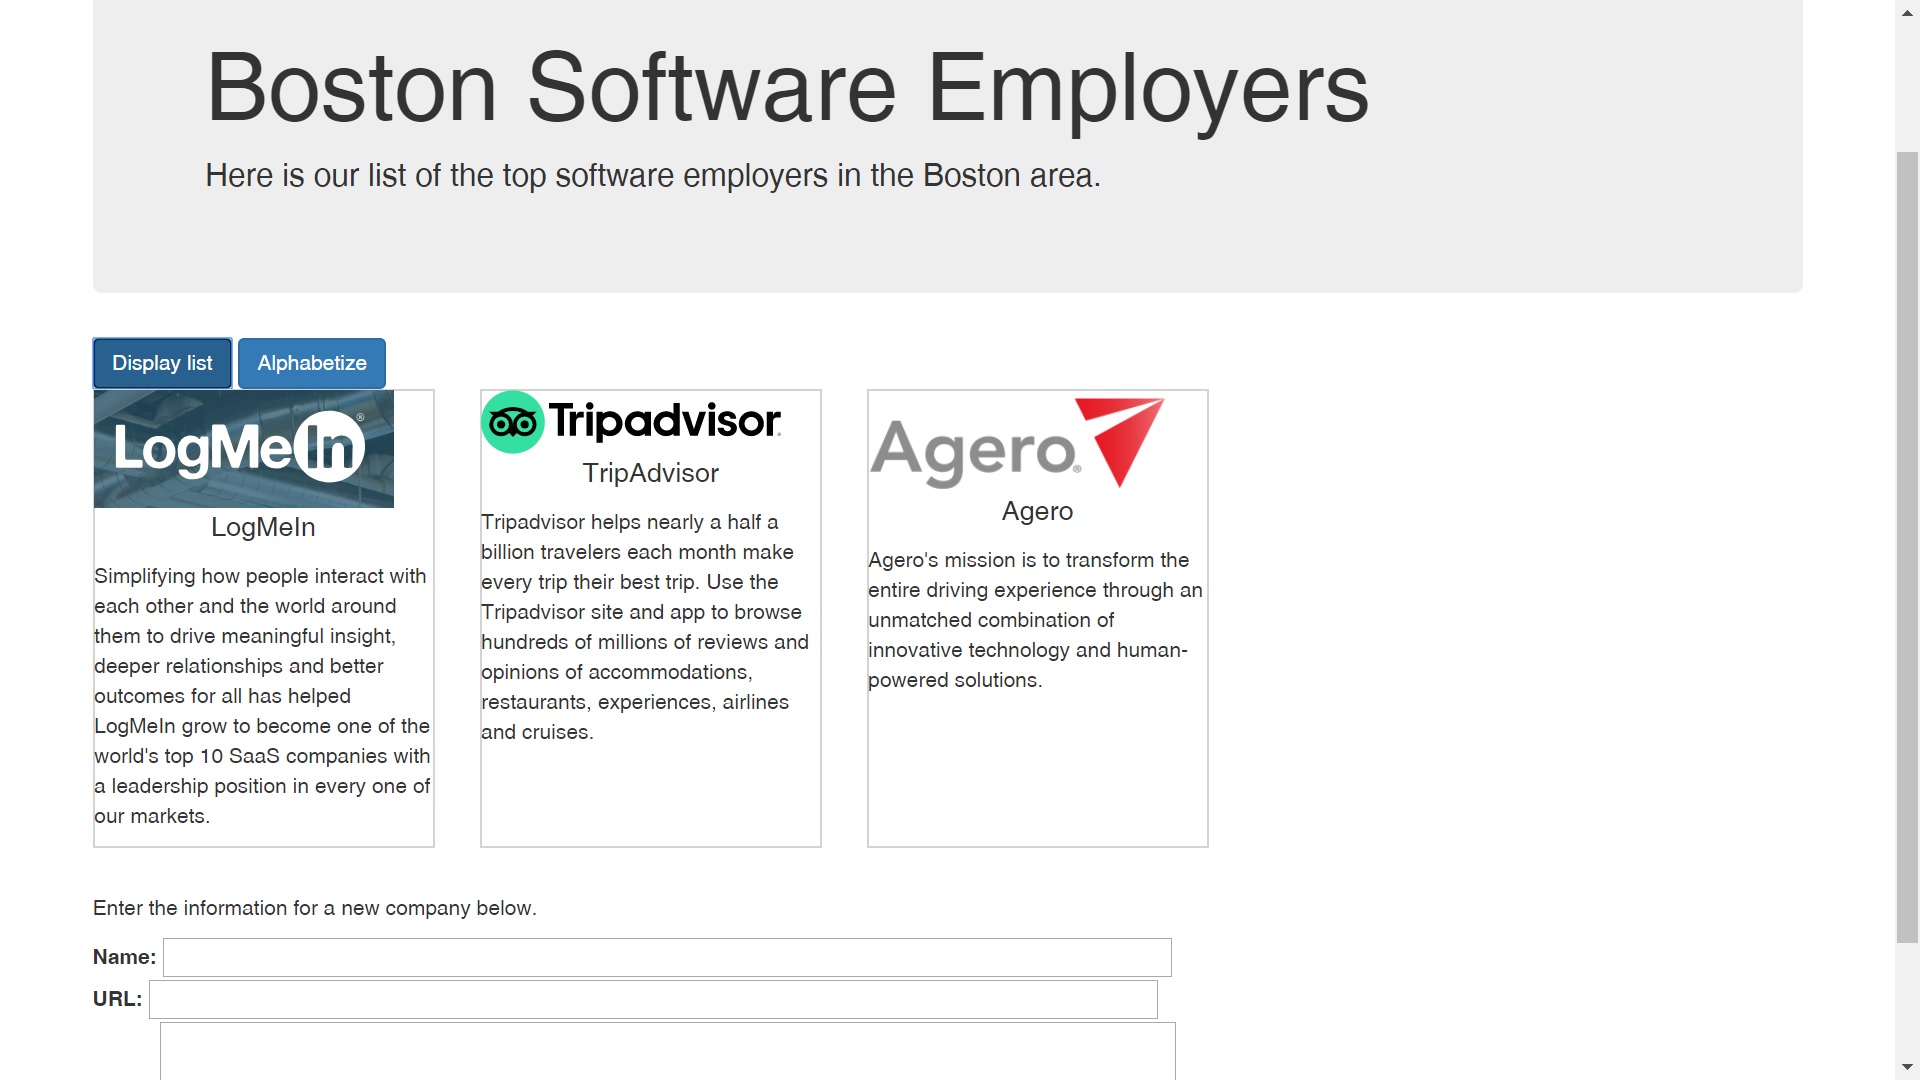 Boston Software Employers
Here is our list of the top software employers in the Boston area.
Display list
Alphabetize
LogMeIn®
LogMeIn
Simplifying how people interact with
each other and the world around
them to drive meaningful insight,
deeper relationships and better
outcomes for all has helped
LogMeIn grow to become one of the
world's top 10 SaaS companies with
a leadership position in every one of
our markets.
Tripadvisor
TripAdvisor
Tripadvisor helps nearly a half a
billion travelers each month make
every trip their best trip. Use the
Tripadvisor site and app to browse
hundreds of millions of reviews and
opinions of accommodations,
restaurants, experiences, airlines
and cruises.
Agero®
Agero
Agero's mission is to transform the
entire driving experience through an
unmatched combination of
innovative technology and human-
powered solutions.
Enter the information for a new company below.
Name:
URL: